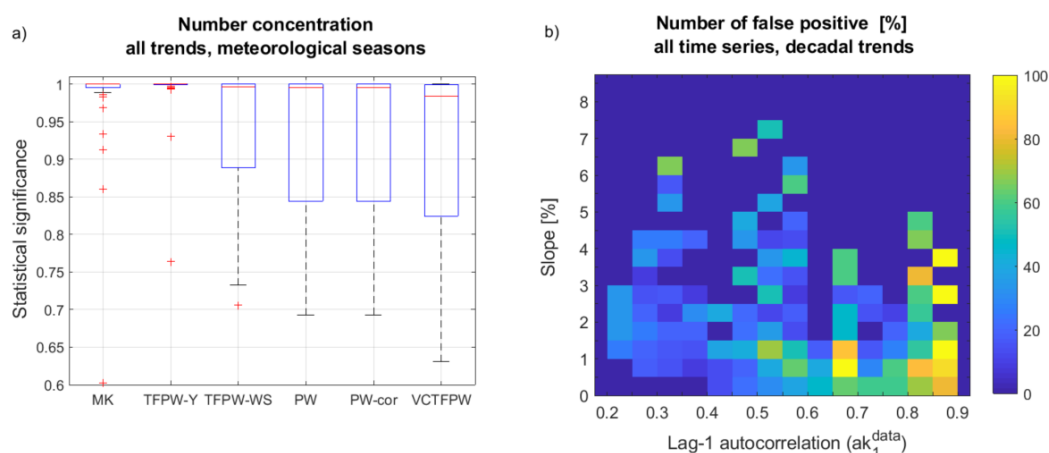 a)
Number concentration
all trends, meteorological seasons
Statistical significance
1
0.95
0.9
0.85
0.8
0.75
0.7
0.65
0.6
MK TFPW-Y TFPW-WS PW PW-cor VCTFPW
b)
Number of false positive [%]
all time series, decadal trends
Slope [%]
8
7
6
5
4
3
2
1
0
0.2 0.3 0.4 0.5 0.6 0.7 0.8 0.9
Lag-1 autocorrelation (ak₁ᵈᵃᵗᵃ)
100
80
60
40
20
0